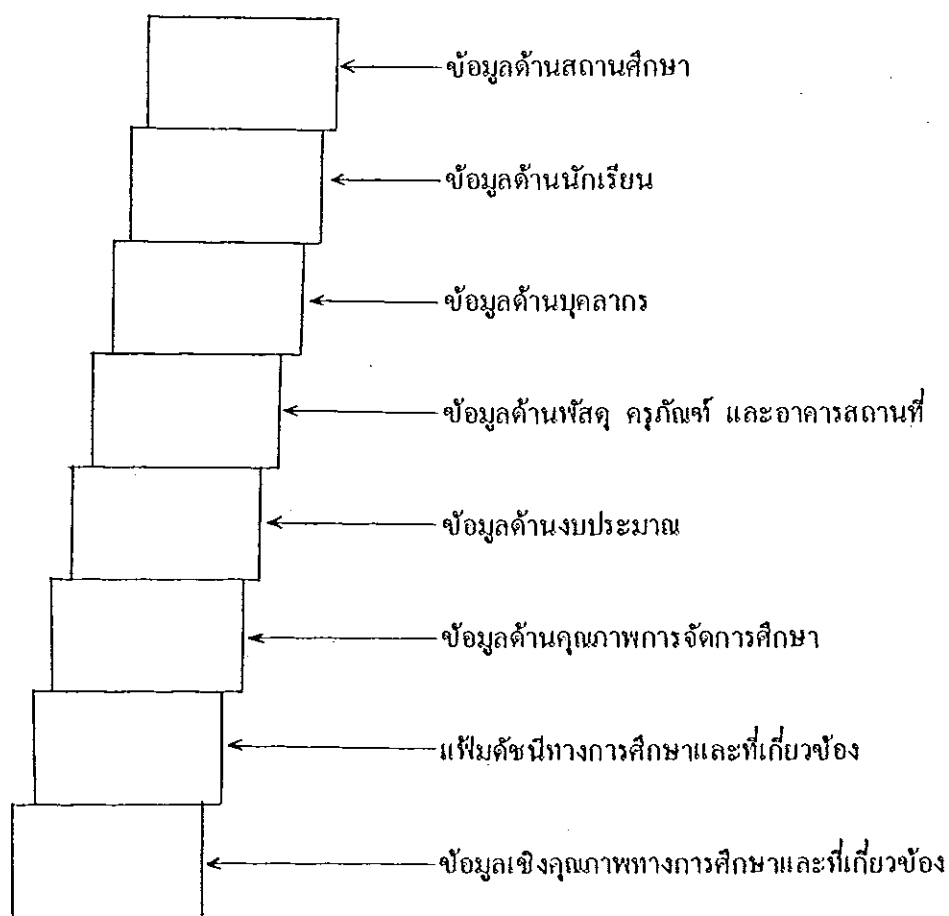 ข้อมูลด้านสถานศึกษา
ข้อมูลด้านนักเรียน
ข้อมูลด้านบุคลากร
ข้อมูลด้านพัสดุ ครุภัณฑ์ และอาคารสถานที่
ข้อมูลด้านงบประมาณ
ข้อมูลด้านคุณภาพการจัดการศึกษา
แฟ้มดัชนีทางการศึกษาและที่เกี่ยวข้อง
ข้อมูลเชิงคุณภาพทางการศึกษาและที่เกี่ยวข้อง